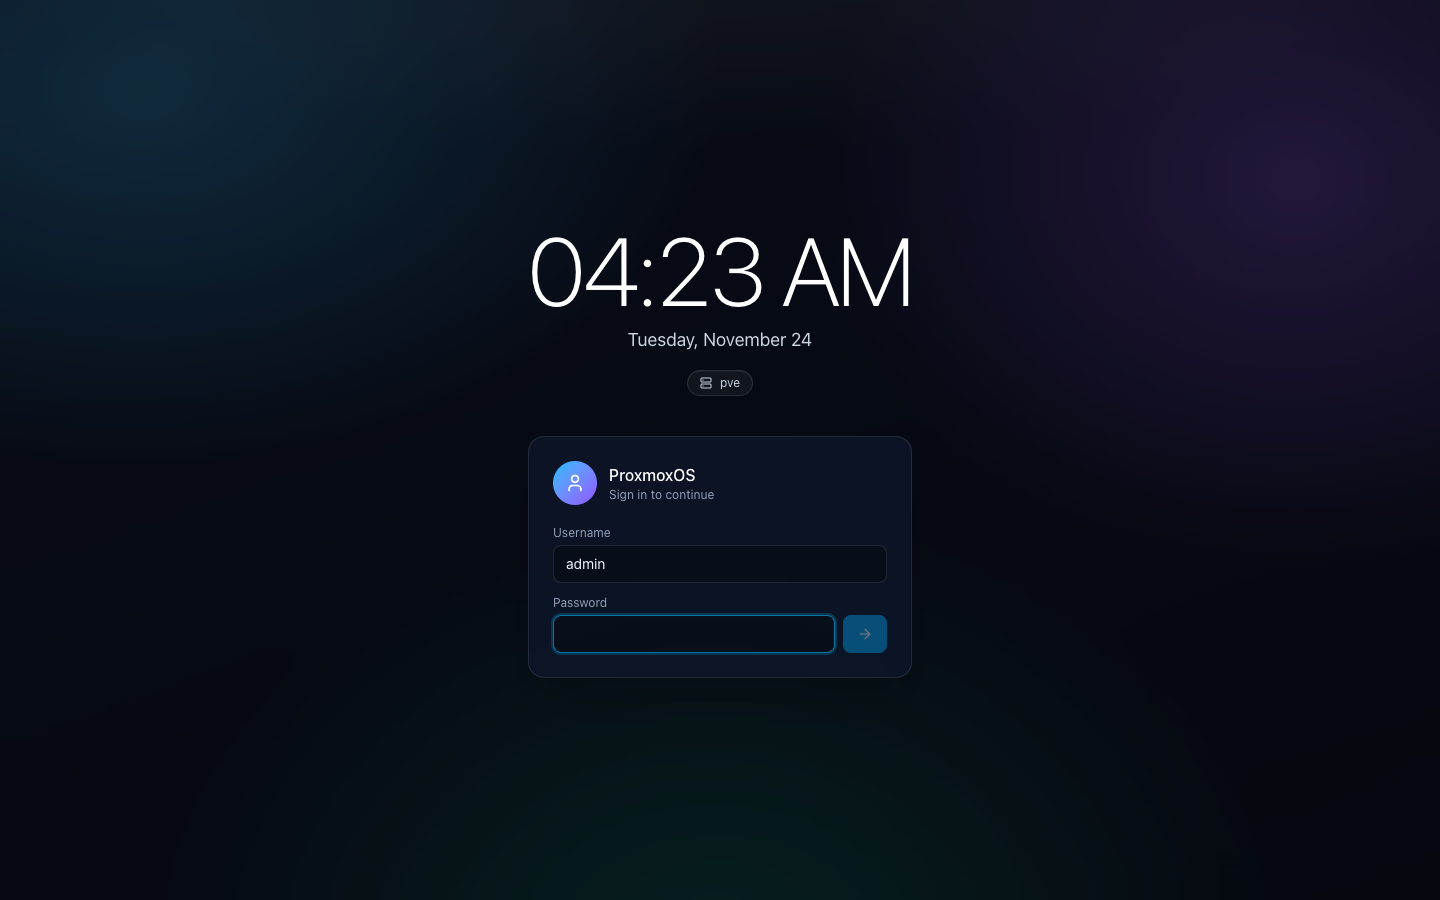 04:23 AM
Tuesday, November 24
pve
ProxmoxOS
Sign in to continue
Username
admin
Password